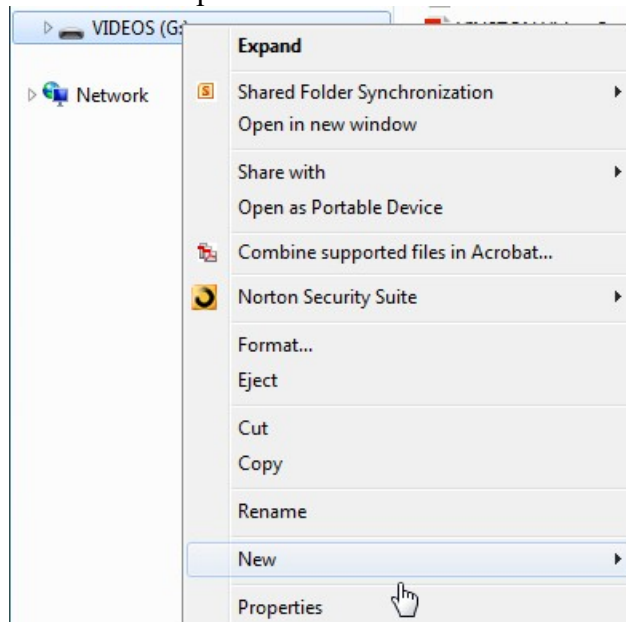 VIDEOS (G:
Expand
Network
Shared Folder Synchronization
Open in new window
Share with
Open as Portable Device
Combine supported files in Acrobat...
Norton Security Suite
Format...
Eject
Cut
Copy
Rename
New
Properties